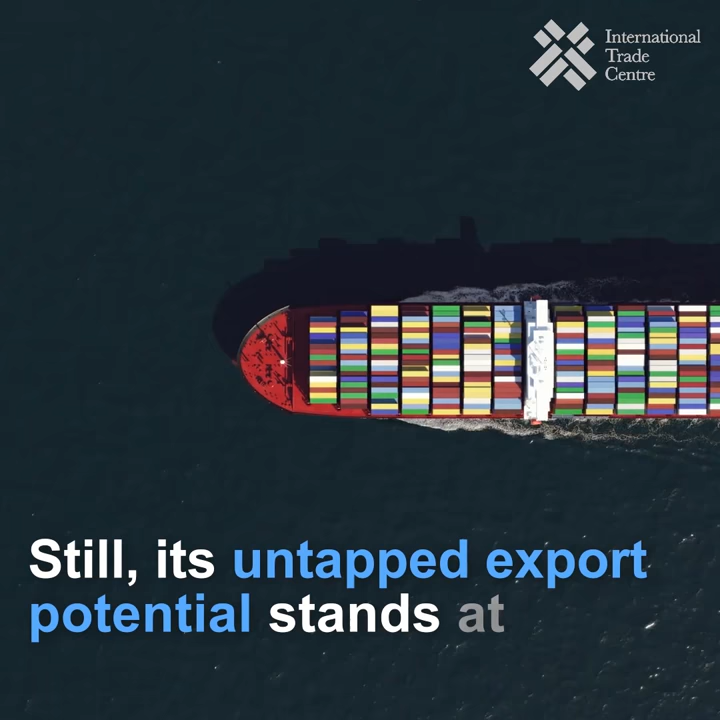 International
Trade
Centre
Still, its untapped export
potential stands at